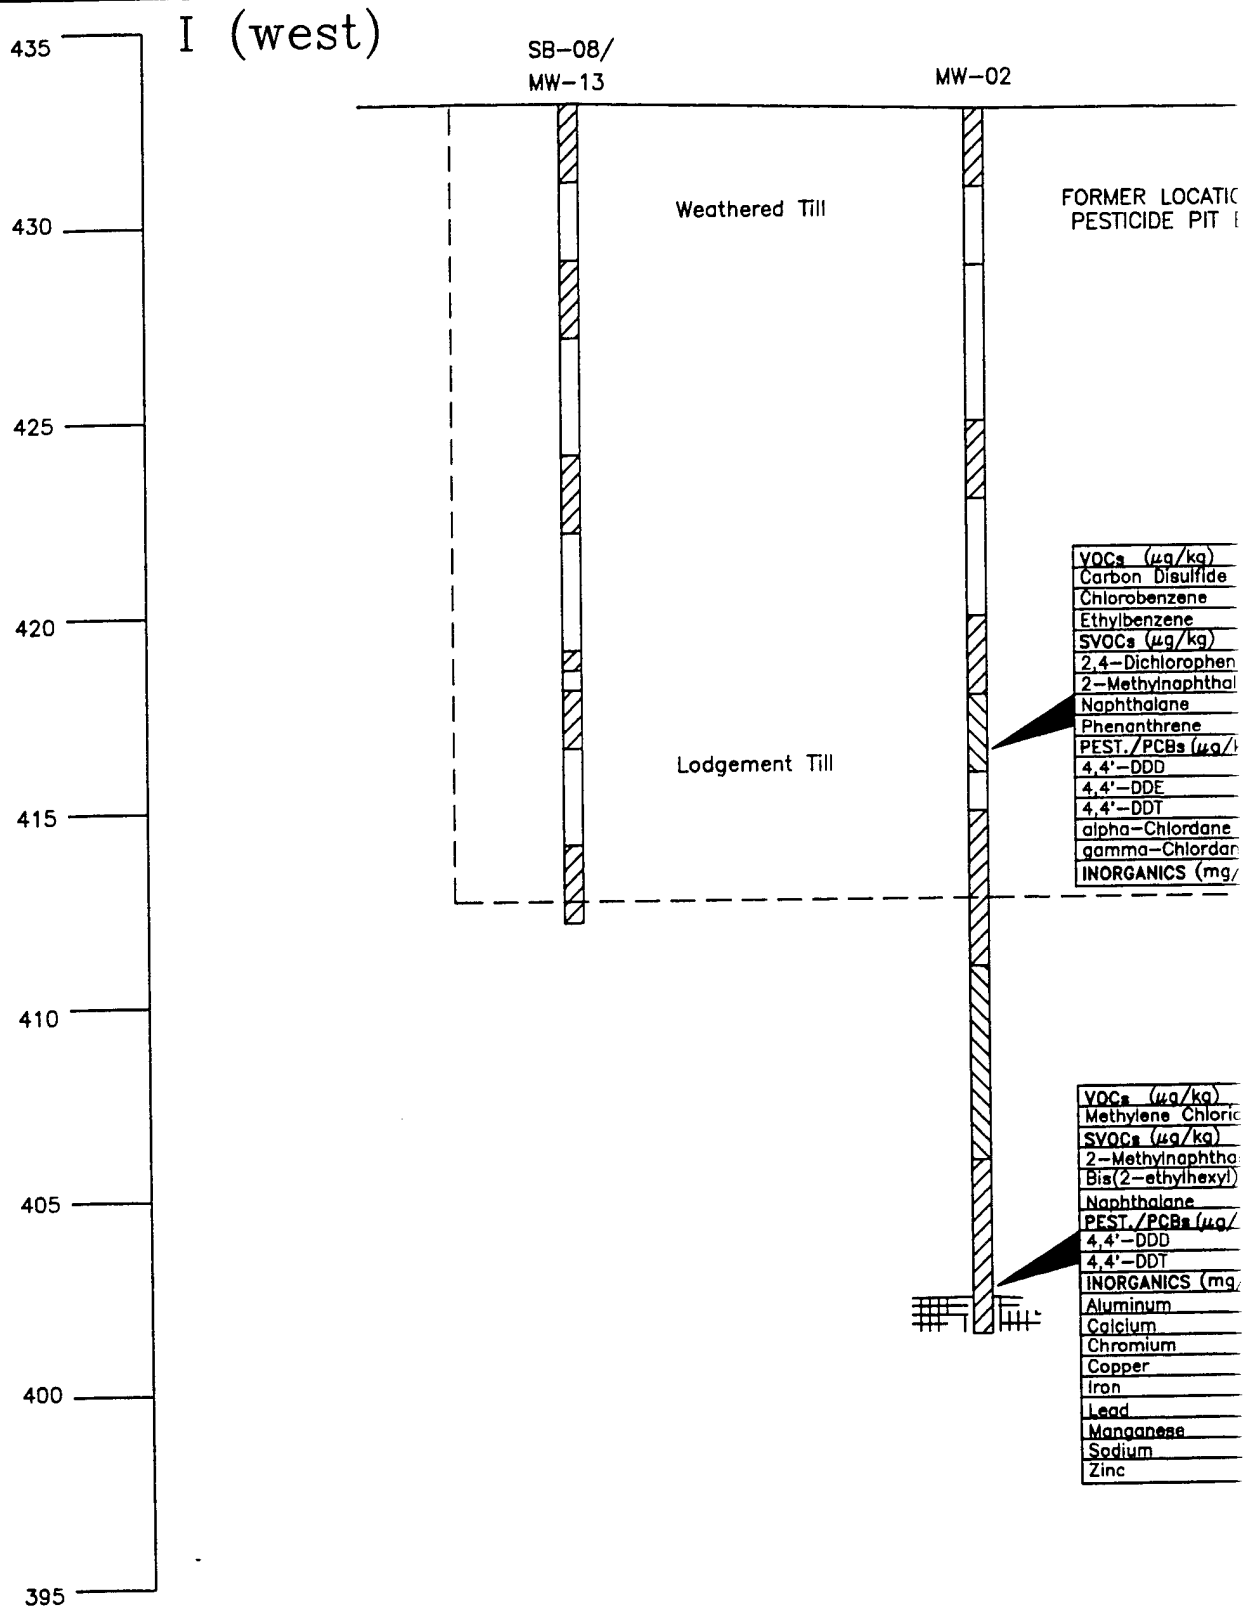 I (west)
435
430
425
420
415
410
405
400
395
SB-08/
MW-13
MW-02
Weathered Till
FORMER
PESTICIDE PIT
Lodgement Till
VOCs (µg/kg)
Carbon Disulfide
Chlorobenzene
Ethylbenzene
SVOCs (µg/kg)
2,4-Dichlorophen
2-Methylnaphthal
Naphthalane
Phenanthrene
PEST./PCBs (µg/k
4,4'-DDD
4,4'-DDE
4,4'-DDT
alpha-Chlordane
gamma-Chlordan
INORGANICS (mg/
VOCs (µg/kg)
Methylene Chloric
SVOCs (µg/kg)
2-Methylnaphtha
Bis(2-ethylhexyl)
Naphthalane
PEST./PCBs (µg/
4,4'-DDD
4,4'-DDT
INORGANICS (mg/
Aluminum
Calcium
Chromium
Copper
Iron
Lead
Manganese
Sodium
Zinc